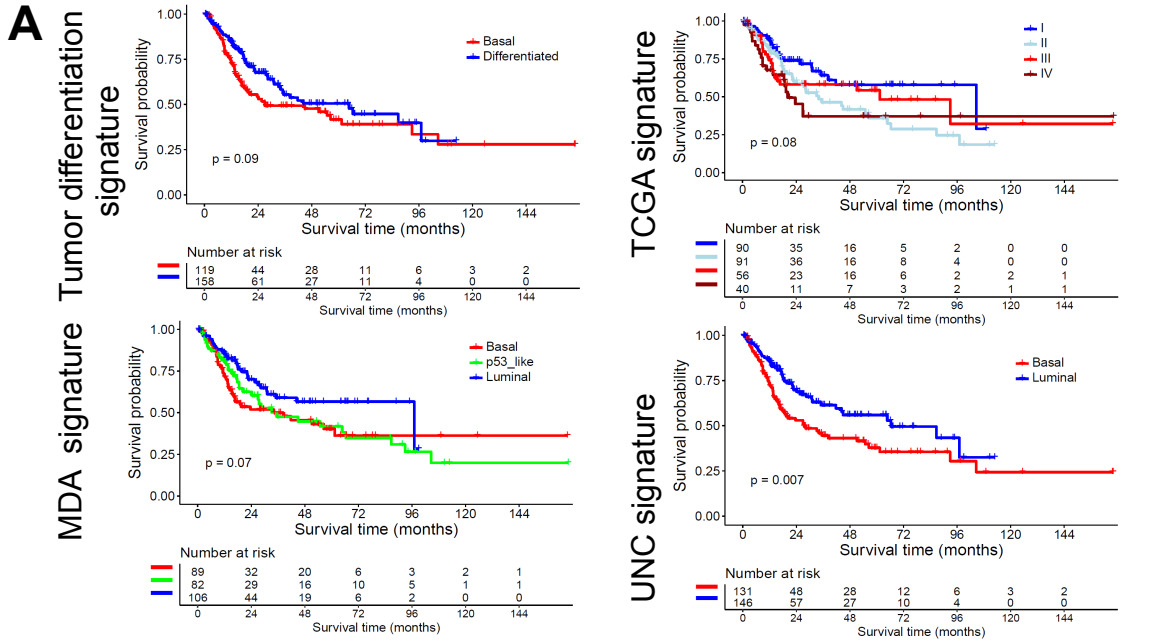 A
Tumor differentiation
signature
Survival probability
1.00
0.75
0.50
0.25
0.00
Basal
Differentiated
p = 0.09
0 24 48 72 96 120 144
Survival time (months)
Number at risk
119 44 28 11 6 3 2
158 61 27 11 4 0 0
0 24 48 72 96 120 144
Survival time (months)
TCGA signature
Survival probability
1.00
0.75
0.50
0.25
0.00
I
II
III
IV
p = 0.08
0 24 48 72 96 120 144
Survival time (months)
Number at risk
90 35 16 5 2 0 0
91 36 16 8 4 0 0
56 23 16 6 2 2 1
40 11 7 3 2 1 1
0 24 48 72 96 120 144
Survival time (months)
MDA signature
Survival probability
1.00
0.75
0.50
0.25
0.00
Basal
p53_like
Luminal
p = 0.07
0 24 48 72 96 120 144
Survival time (months)
Number at risk
89 32 20 6 3 2 1
82 29 16 10 5 1 1
106 44 19 6 2 0 0
0 24 48 72 96 120 144
Survival time (months)
UNC signature
Survival probability
1.00
0.75
0.50
0.25
0.00
Basal
Luminal
p = 0.007
0 24 48 72 96 120 144
Survival time (months)
Number at risk
131 48 28 12 6 3 2
146 57 27 10 4 0 0
0 24 48 72 96 120 144
Survival time (months)